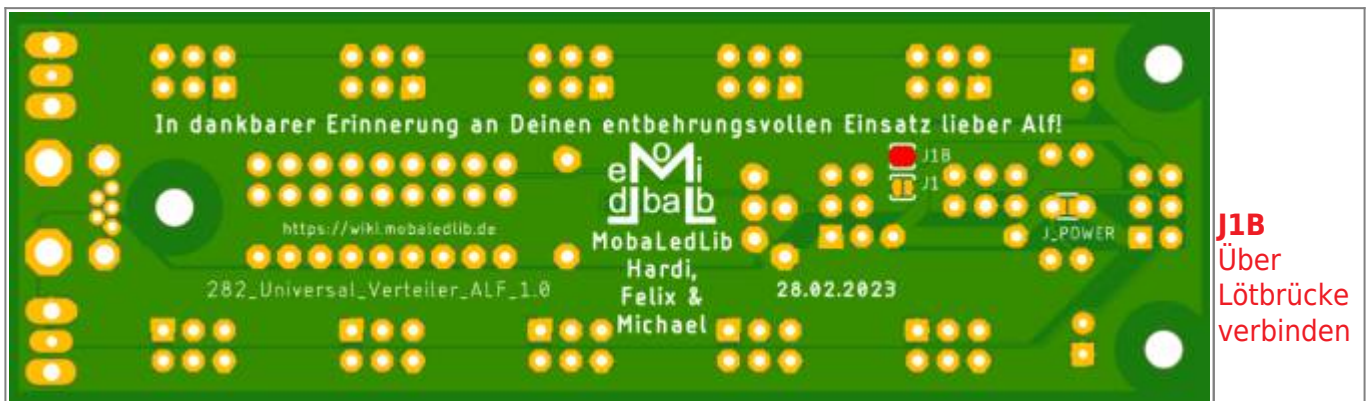 In dankbarer Erinnerung an Deinen entbehrungsvollen Einsatz lieber Alf!
J1B
J1
e M o i
d ba l b
https://wiki.mobaledlib.de
J_POWER
MobaLedLib
Hardi,
282_Universal_Verteiler_ALF_1.0
Felix &
28.02.2023
Michael
J1B
Über
Lötbrücke
verbinden